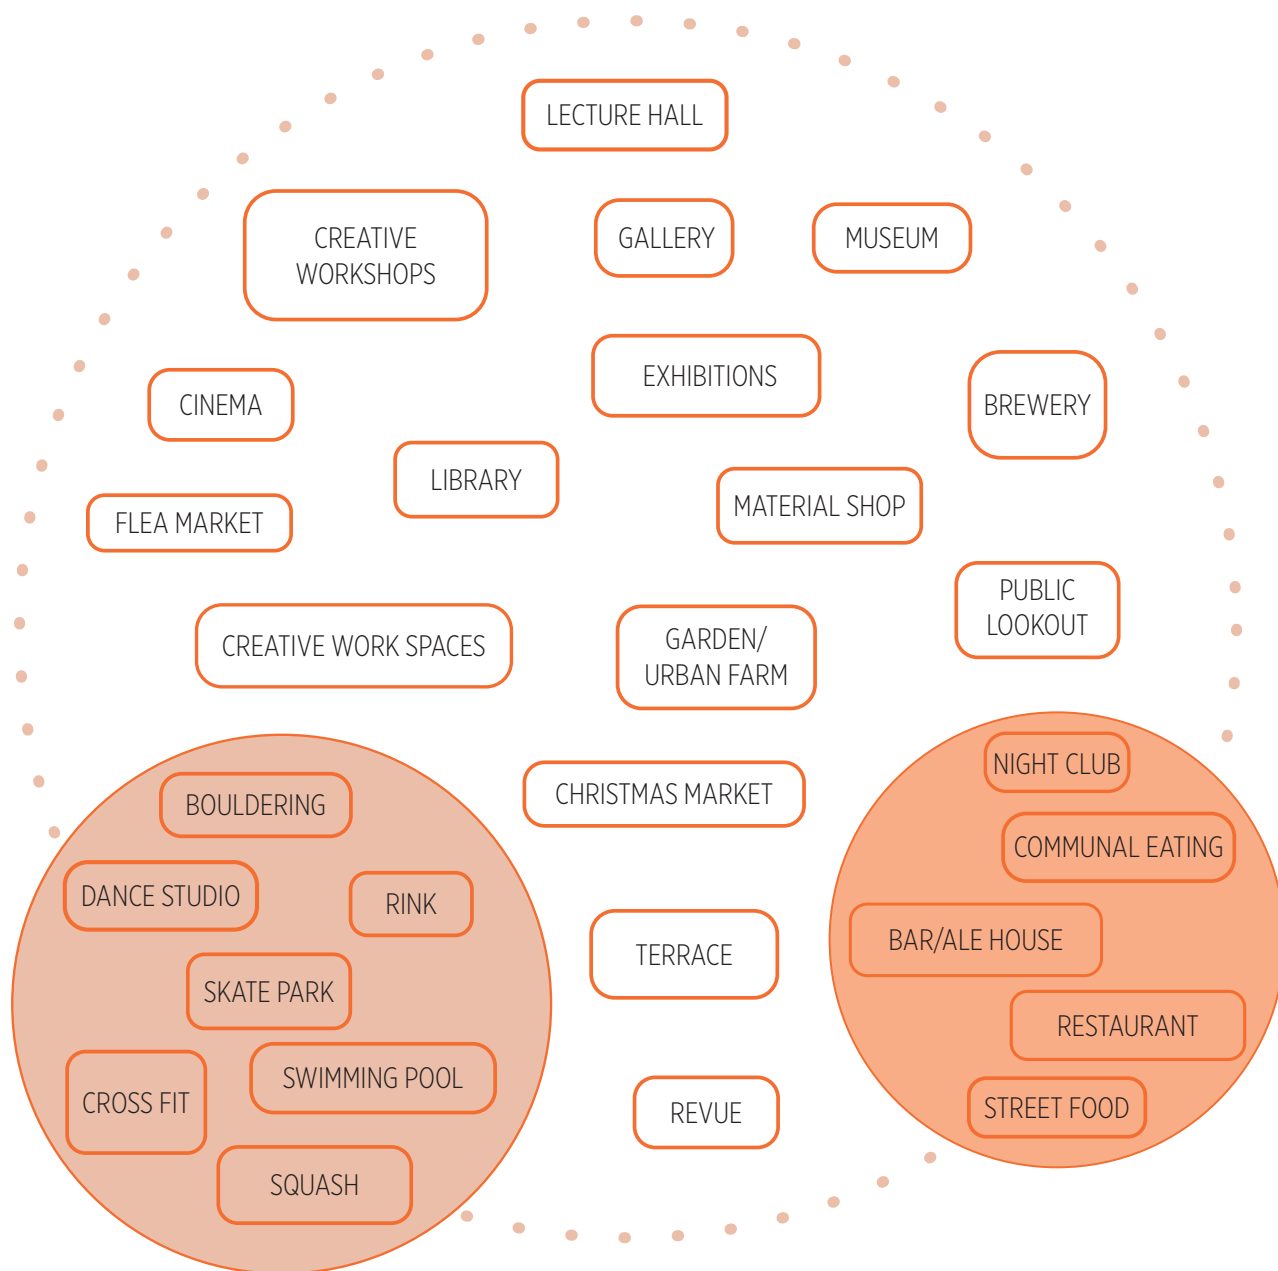 LECTURE HALL
CREATIVE
WORKSHOPS
GALLERY
MUSEUM
EXHIBITIONS
CINEMA
BREWERY
LIBRARY
MATERIAL SHOP
FLEA MARKET
PUBLIC
LOOKOUT
CREATIVE WORK SPACES
GARDEN/
URBAN FARM
CHRISTMAS MARKET
NIGHT CLUB
BOULDERING
COMMUNAL EATING
DANCE STUDIO
RINK
BAR/ALE HOUSE
TERRACE
SKATE PARK
RESTAURANT
SWIMMING POOL
CROSS FIT
STREET FOOD
REVUE
SQUASH